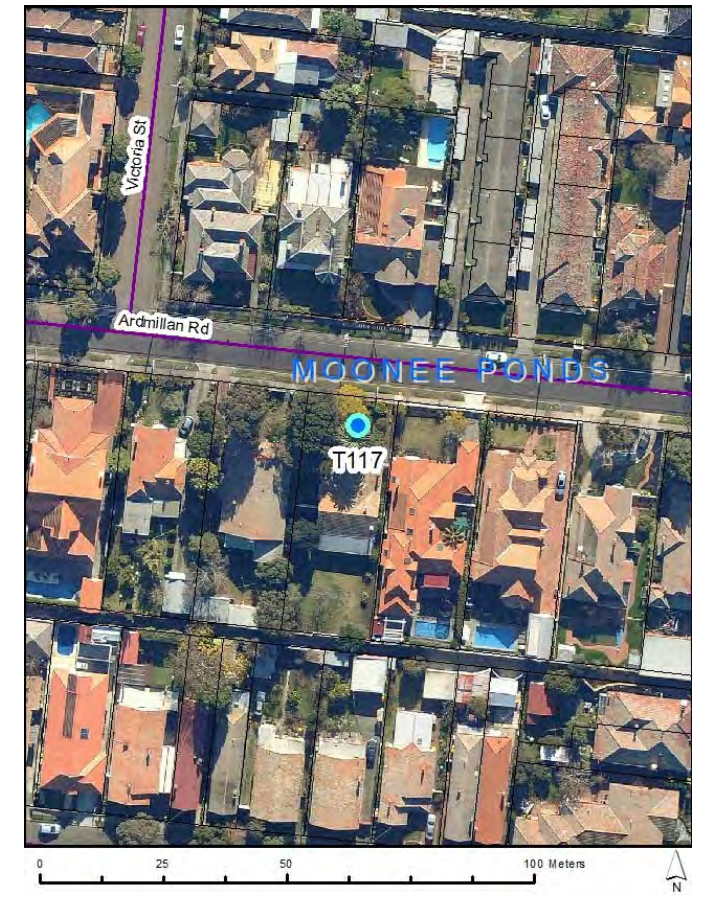 Victoria St
Ardmillan Rd
MOONEE PONDS
T117
0 25 50 100 Meters
N